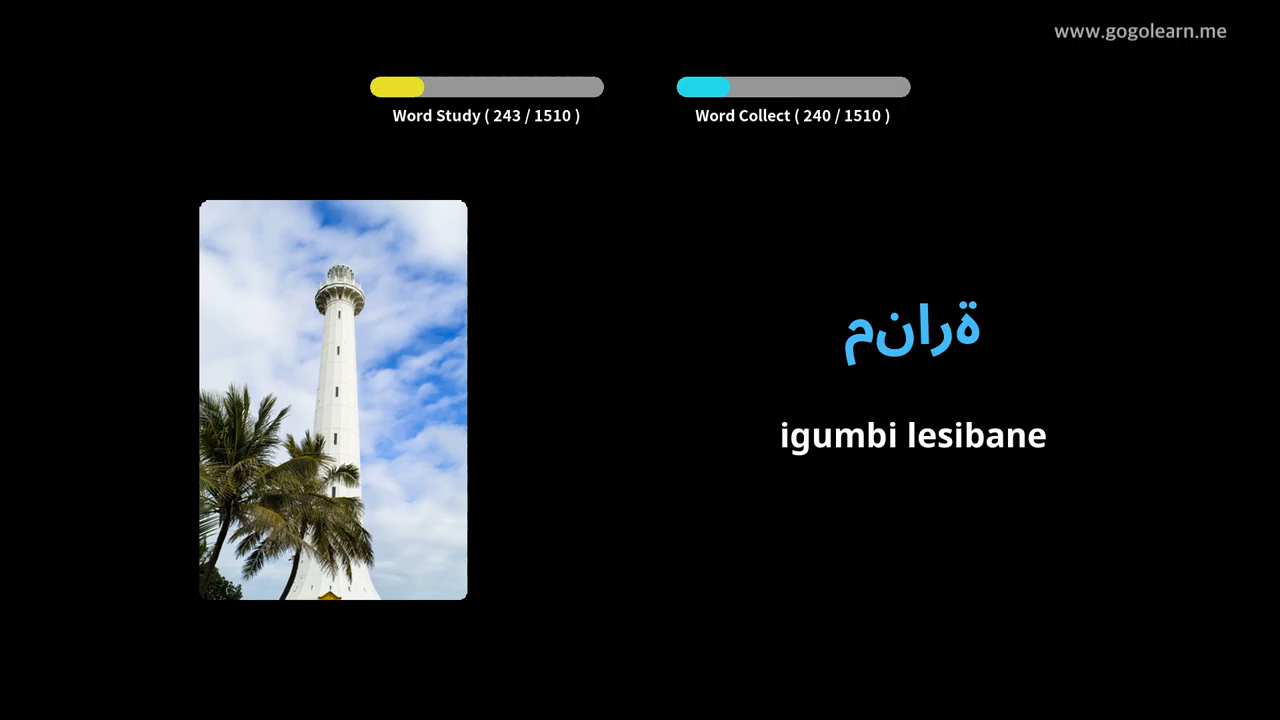 www.gogolearn.me
Word Study ( 243 / 1510 )
Word Collect ( 240 / 1510 )
منارة
igumbi lesibane